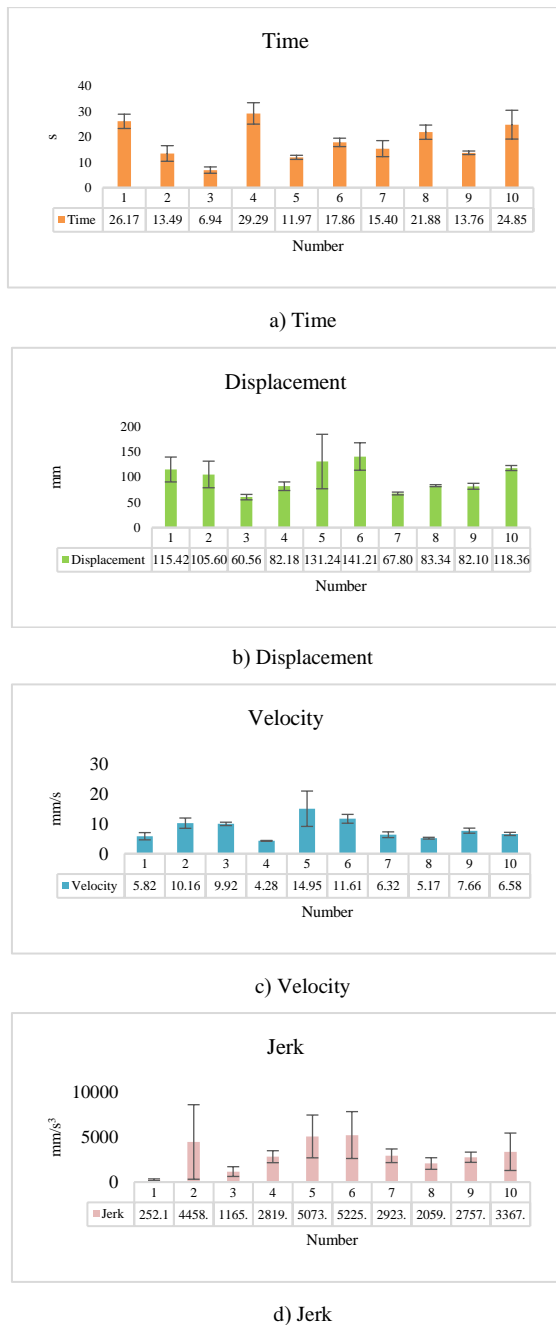 Time
40
30
20
10
0
s
1 2 3 4 5 6 7 8 9 10
Time 26.17 13.49 6.94 29.29 11.97 17.86 15.40 21.88 13.76 24.85
Number
a) Time
Displacement
200
150
100
50
0
mm
1 2 3 4 5 6 7 8 9 10
Displacement 115.42 105.60 60.56 82.18 131.24 141.21 67.80 83.34 82.10 118.36
Number
b) Displacement
Velocity
30
20
10
0
mm/s
1 2 3 4 5 6 7 8 9 10
Velocity 5.82 10.16 9.92 4.28 14.95 11.61 6.32 5.17 7.66 6.58
Number
c) Velocity
Jerk
10000
5000
0
mm/s³
1 2 3 4 5 6 7 8 9 10
Jerk 252.1 4458. 1165. 2819. 5073. 5225. 2923. 2059. 2757. 3367.
Number
d) Jerk